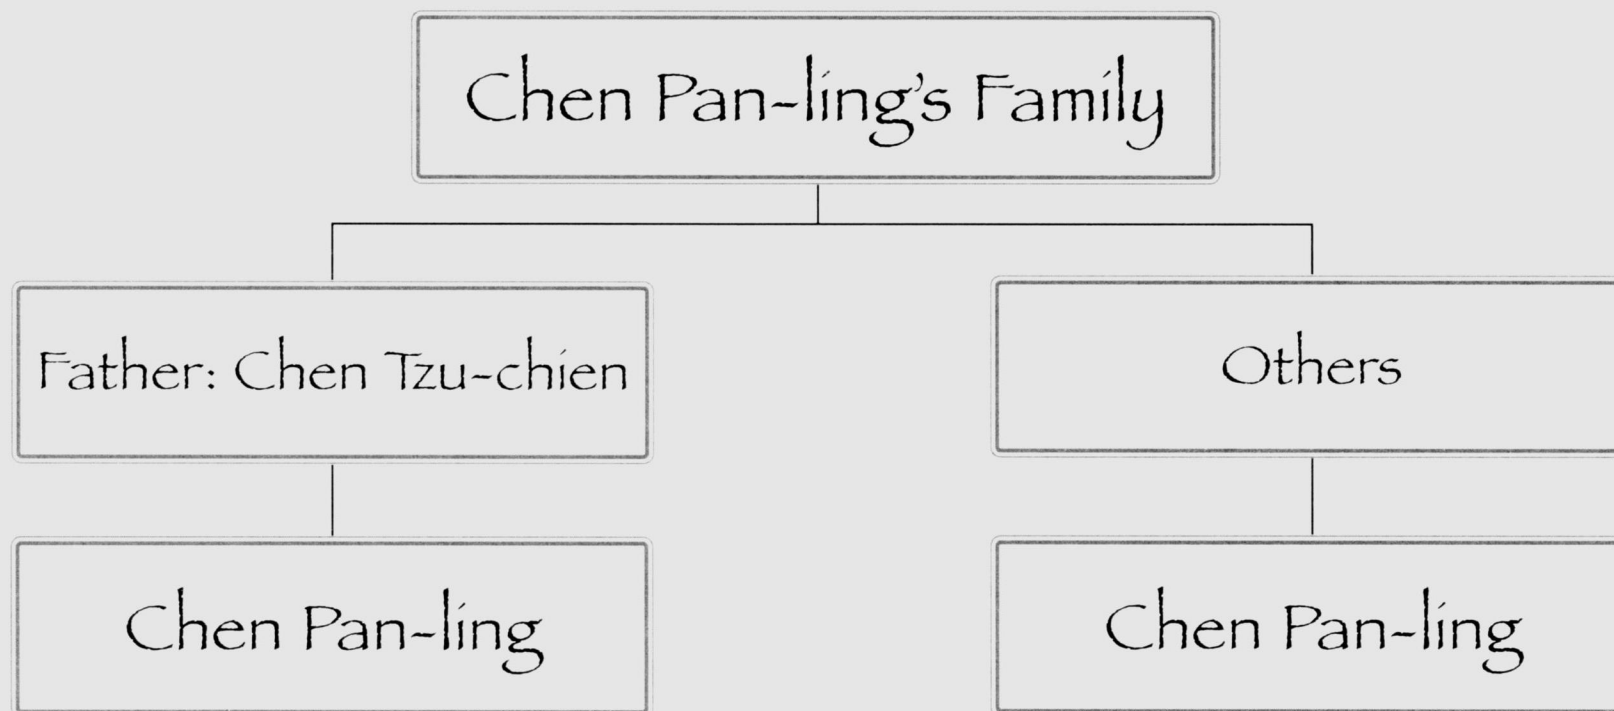 Chen Pan-ling's Family
Father: Chen Tzu-chien
Others
Chen Pan-ling
Chen Pan-ling